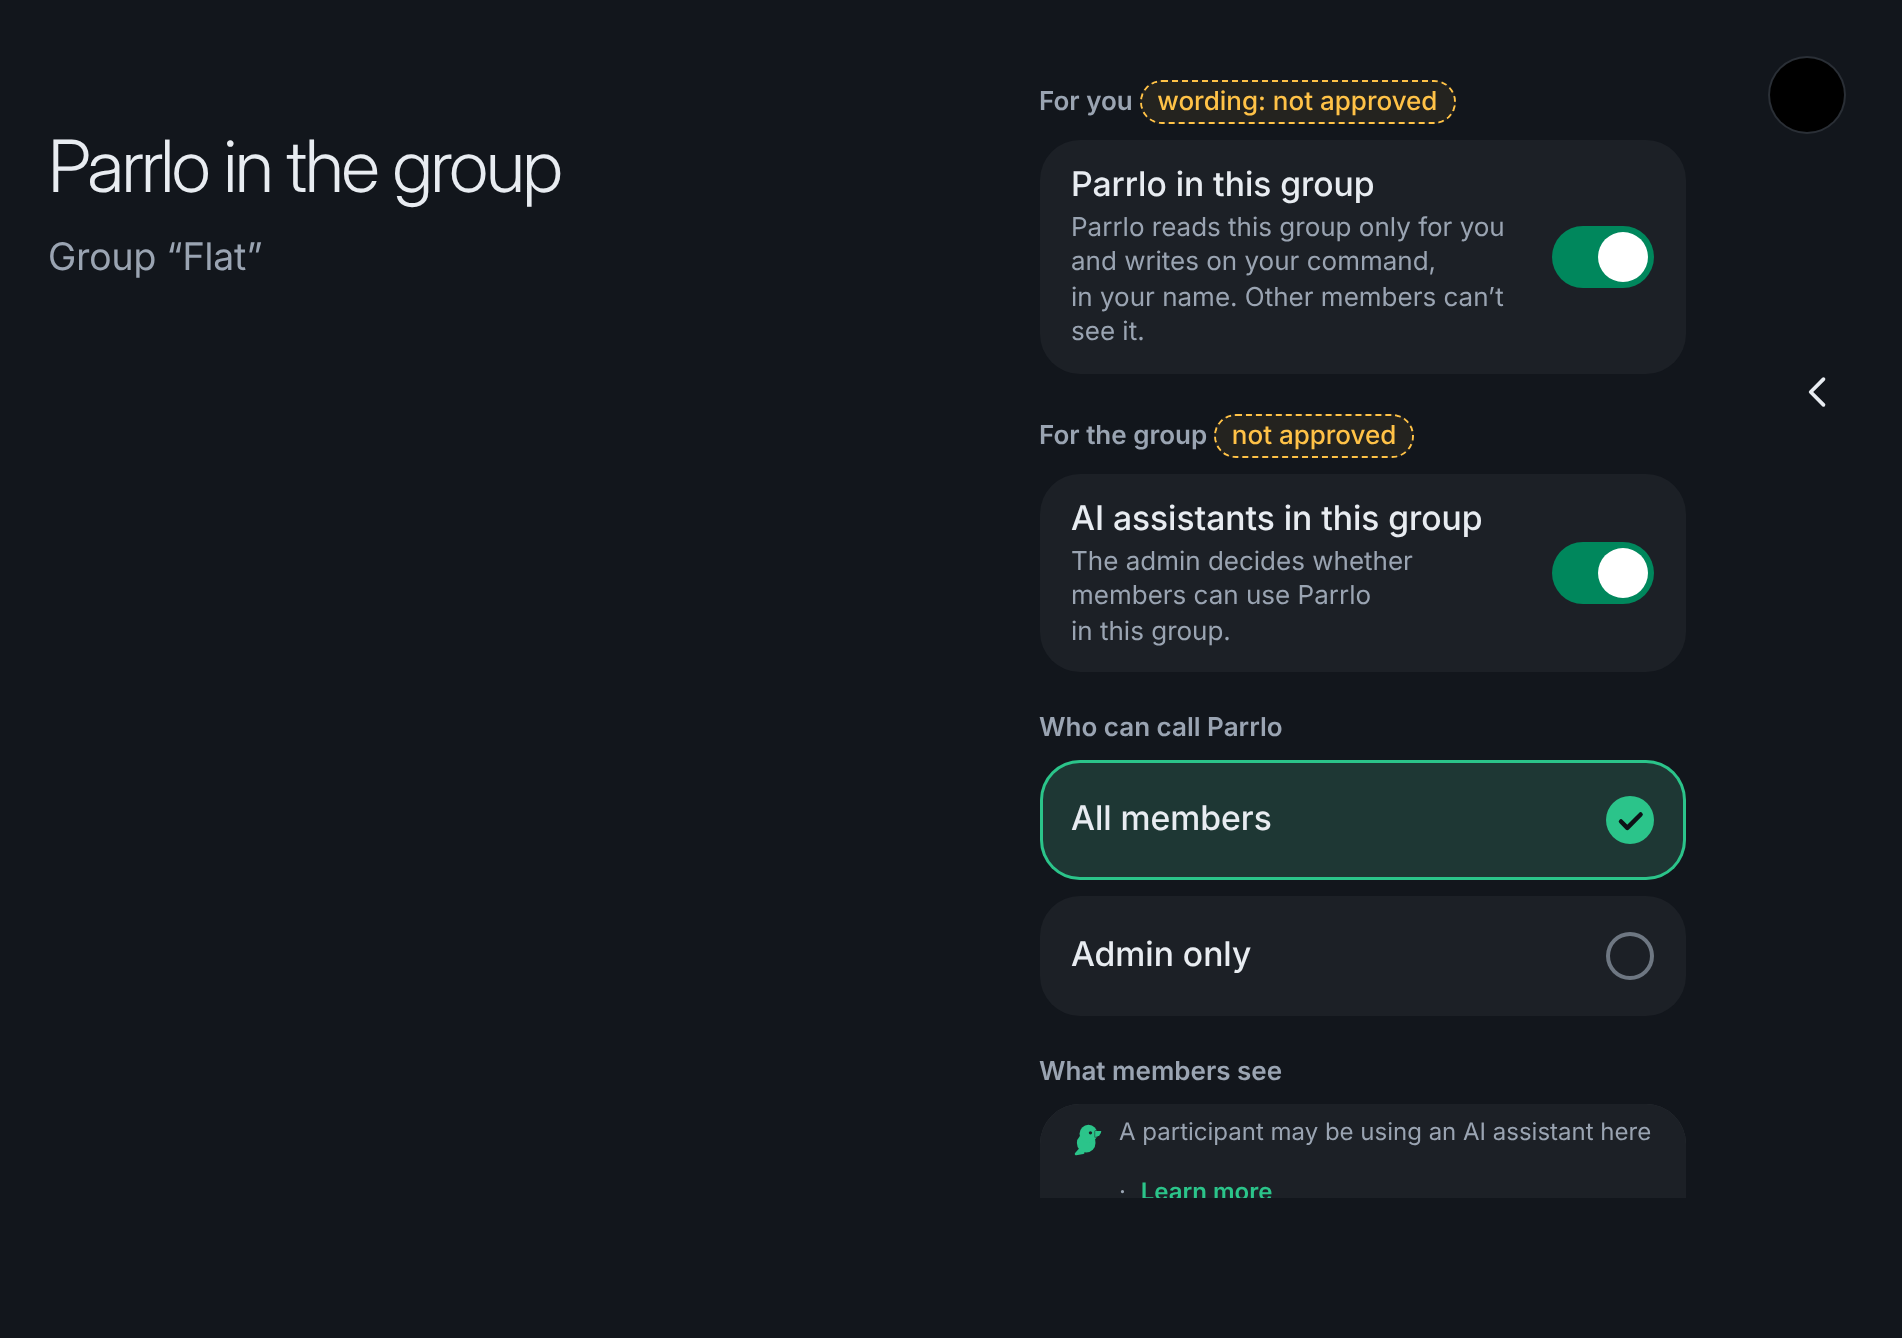 Parrlo in the group
Group “Flat”
For you wording: not approved
Parrlo in this group
Parrlo reads this group only for you
and writes on your command,
in your name. Other members can’t
see it.
For the group not approved
AI assistants in this group
The admin decides whether
members can use Parrlo
in this group.
Who can call Parrlo
All members
Admin only
What members see
A participant may be using an AI assistant here
· Learn more